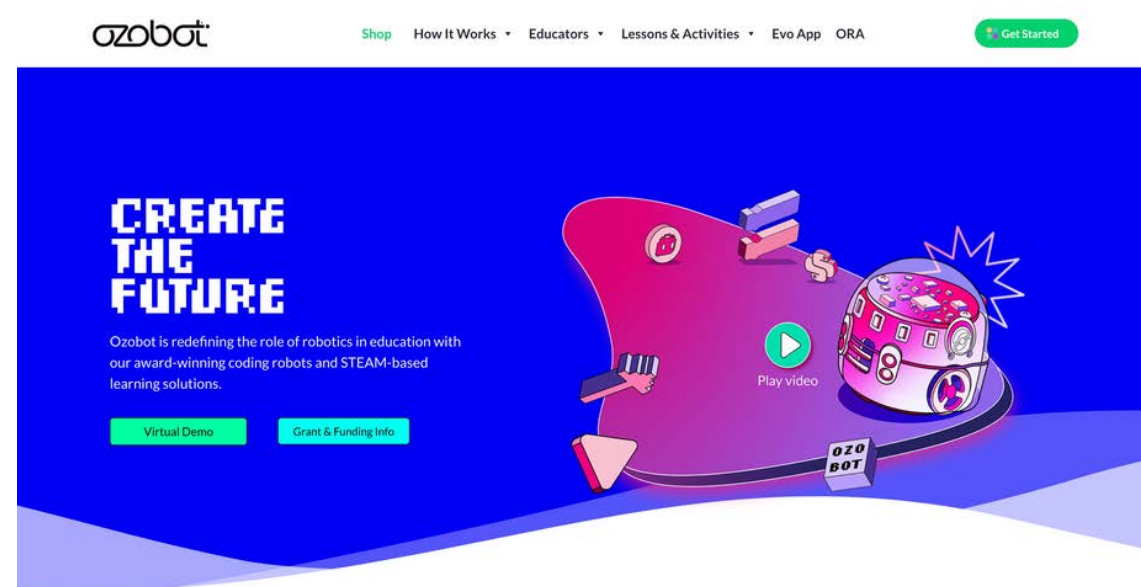 ozobot
Shop How It Works Educators Lessons & Activities Evo App ORA
Get Started
CREATE
THE
FUTURE
Ozobot is redefining the role of robotics in education with
our award-winning coding robots and STEAM-based
learning solutions.
Virtual Demo Grant & Funding Info
Play video
OZO
BOT